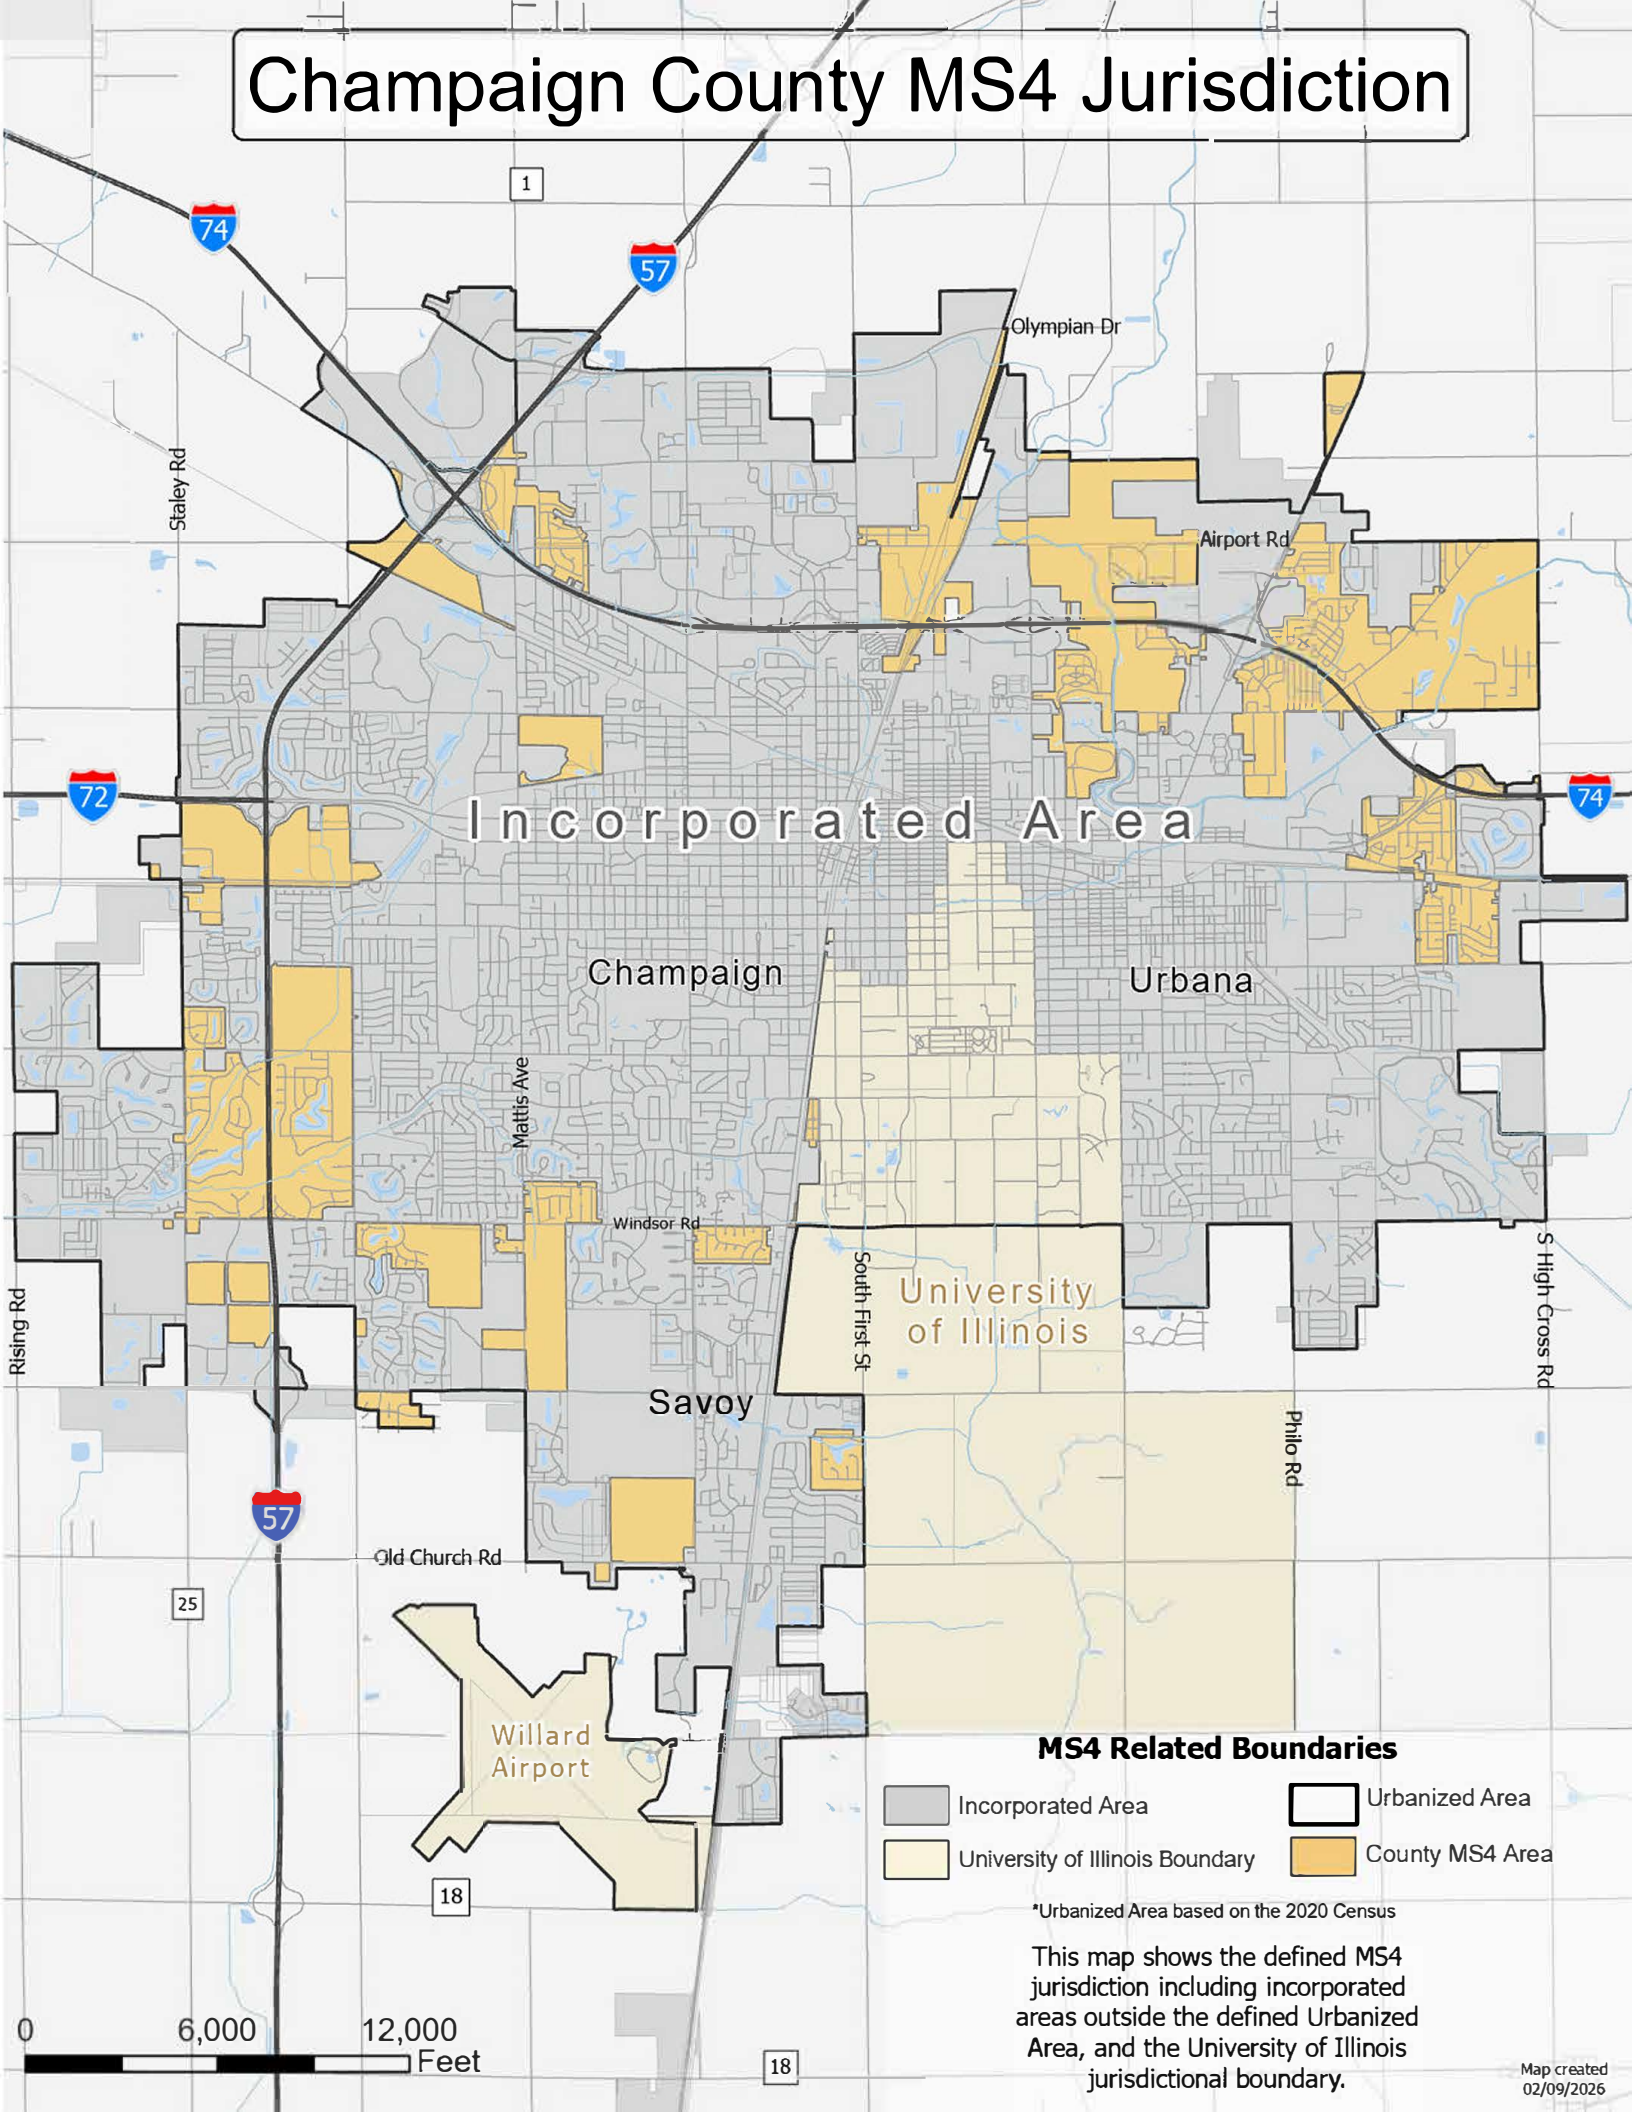 Champaign County MS4 Jurisdiction
1
74
57
Olympian Dr
Staley Rd
Airport Rd
72
74
Incorporated Area
Champaign
Urbana
Mattis Ave
Windsor Rd
South First St
University
of Illinois
S High Cross Rd
Rising Rd
Savoy
Philo Rd
57
Old Church Rd
25
Willard
Airport
18
MS4 Related Boundaries
Incorporated Area
Urbanized Area
University of Illinois Boundary
County MS4 Area
*Urbanized Area based on the 2020 Census
This map shows the defined MS4
jurisdiction including incorporated
areas outside the defined Urbanized
Area, and the University of Illinois
jurisdictional boundary.
0 6,000 12,000
Feet
18
Map created
02/09/2026